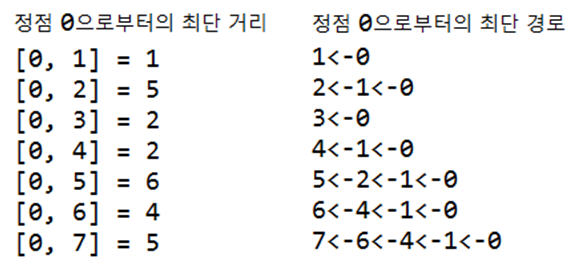 정점 0으로부터의 최단 거리
[0, 1] = 1
[0, 2] = 5
[0, 3] = 2
[0, 4] = 2
[0, 5] = 6
[0, 6] = 4
[0, 7] = 5
정점 0으로부터의 최단 경로
1<-0
2<-1<-0
3<-0
4<-1<-0
5<-2<-1<-0
6<-4<-1<-0
7<-6<-4<-1<-0